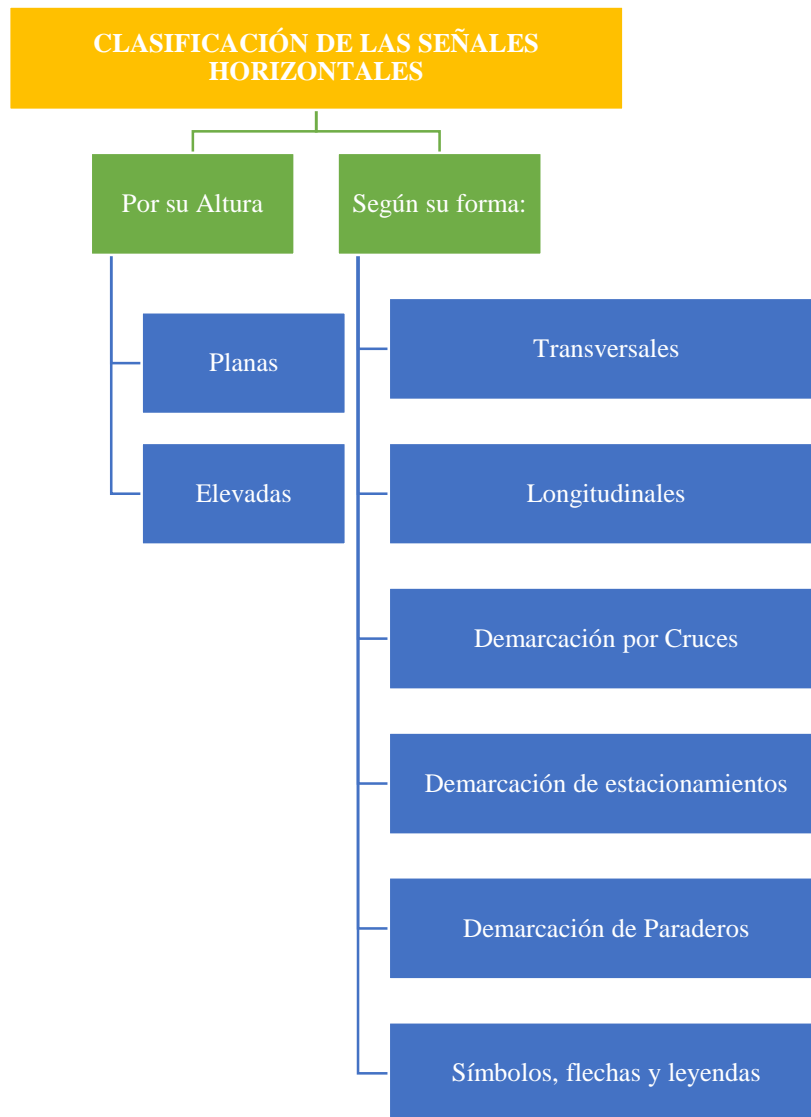 CLASIFICACIÓN DE LAS SEÑALES
HORIZONTALES
Por su Altura
Planas
Elevadas
Según su forma:
Transversales
Longitudinales
Demarcación por Cruces
Demarcación de estacionamientos
Demarcación de Paraderos
Símbolos, flechas y leyendas